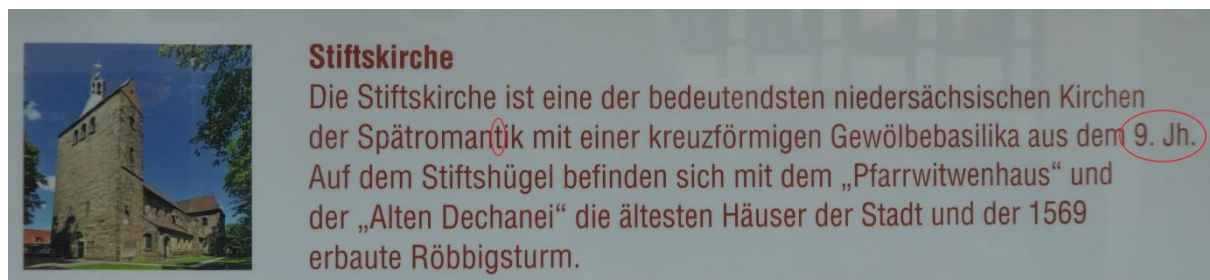 Stiftskirche
Die Stiftskirche ist eine der bedeutendsten niedersächsischen Kirchen
der Spätromantik mit einer kreuzförmigen Gewölbebasilika aus dem 9. Jh.
Auf dem Stiftshügel befinden sich mit dem „Pfarrwitwenhaus“ und
der „Alten Dechanei“ die ältesten Häuser der Stadt und der 1569
erbaute Röbbigsturm.